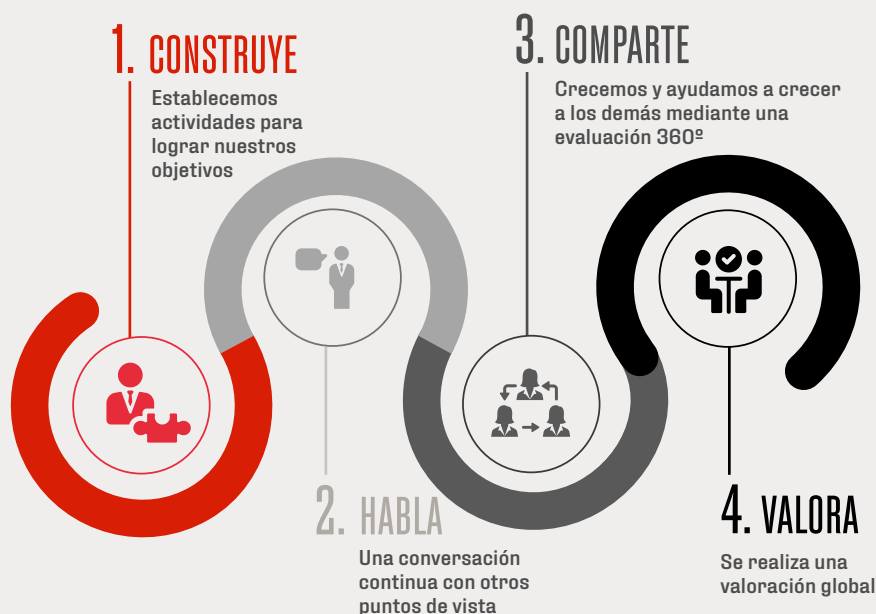 1. CONSTRUYE
Establecemos
actividades para
lograr nuestros
objetivos
2. HABLA
Una conversación
continua con otros
puntos de vista
3. COMPARTE
Crecemos y ayudamos a crecer
a los demás mediante una
evaluación 360º
4. VALORA
Se realiza una
valoración global